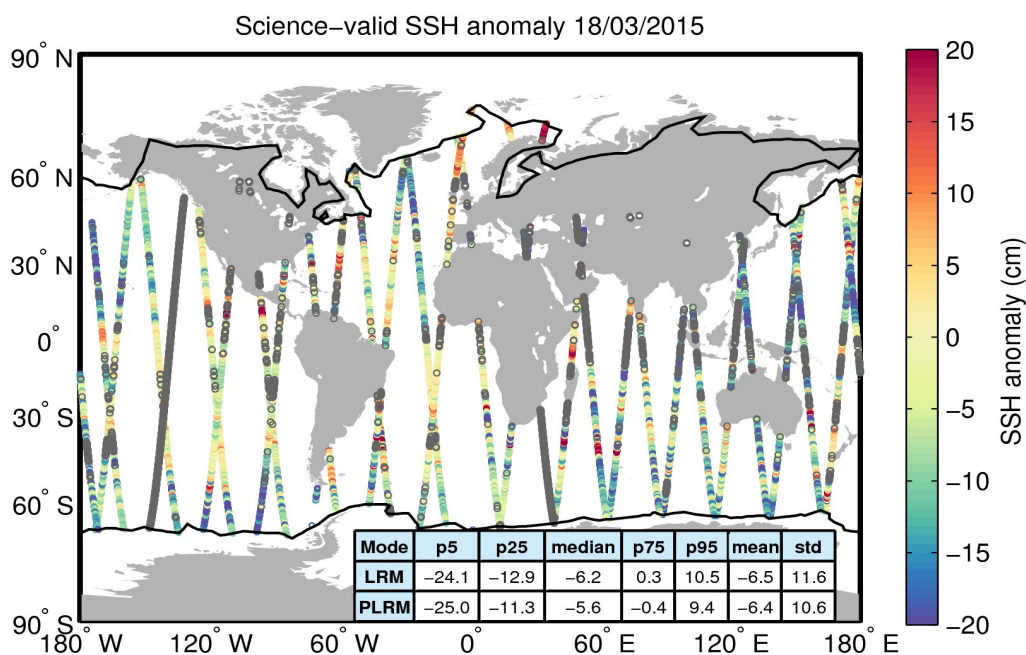 Science−valid SSH anomaly 18/03/2015
90° N
60° N
30° N
0°
30° S
60° S
90° S
180° W
120° W
60° W
0°
60° E
120° E
180° E
20
15
10
5
0
−5
−10
−15
−20
SSH anomaly (cm)
Mode p5 p25 median p75 p95 mean std
LRM −24.1 −12.9 −6.2 0.3 10.5 −6.5 11.6
PLRM −25.0 −11.3 −5.6 −0.4 9.4 −6.4 10.6